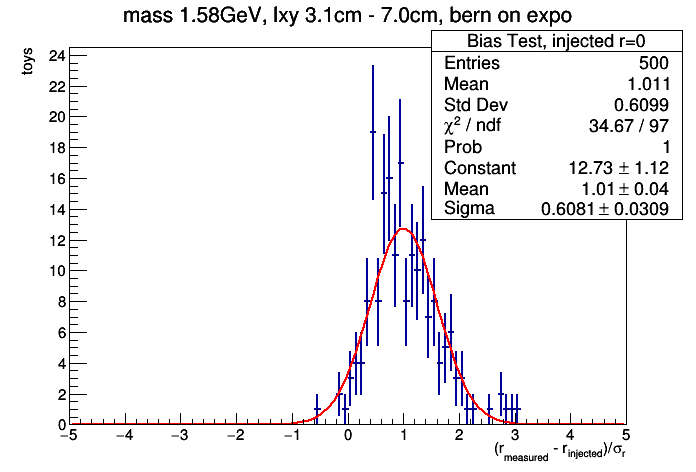 mass 1.58GeV, lxy 3.1cm - 7.0cm, bern on expo
Bias Test, injected r=0
Entries 500
Mean 1.011
Std Dev 0.6099
χ² / ndf 34.67 / 97
Prob 1
Constant 12.73 ± 1.12
Mean 1.01 ± 0.04
Sigma 0.6081 ± 0.0309
toys
24
22
20
18
16
14
12
10
8
6
4
2
0
−5 −4 −3 −2 −1 0 1 2 3 4 5
(r_measured - r_injected)/σ_r